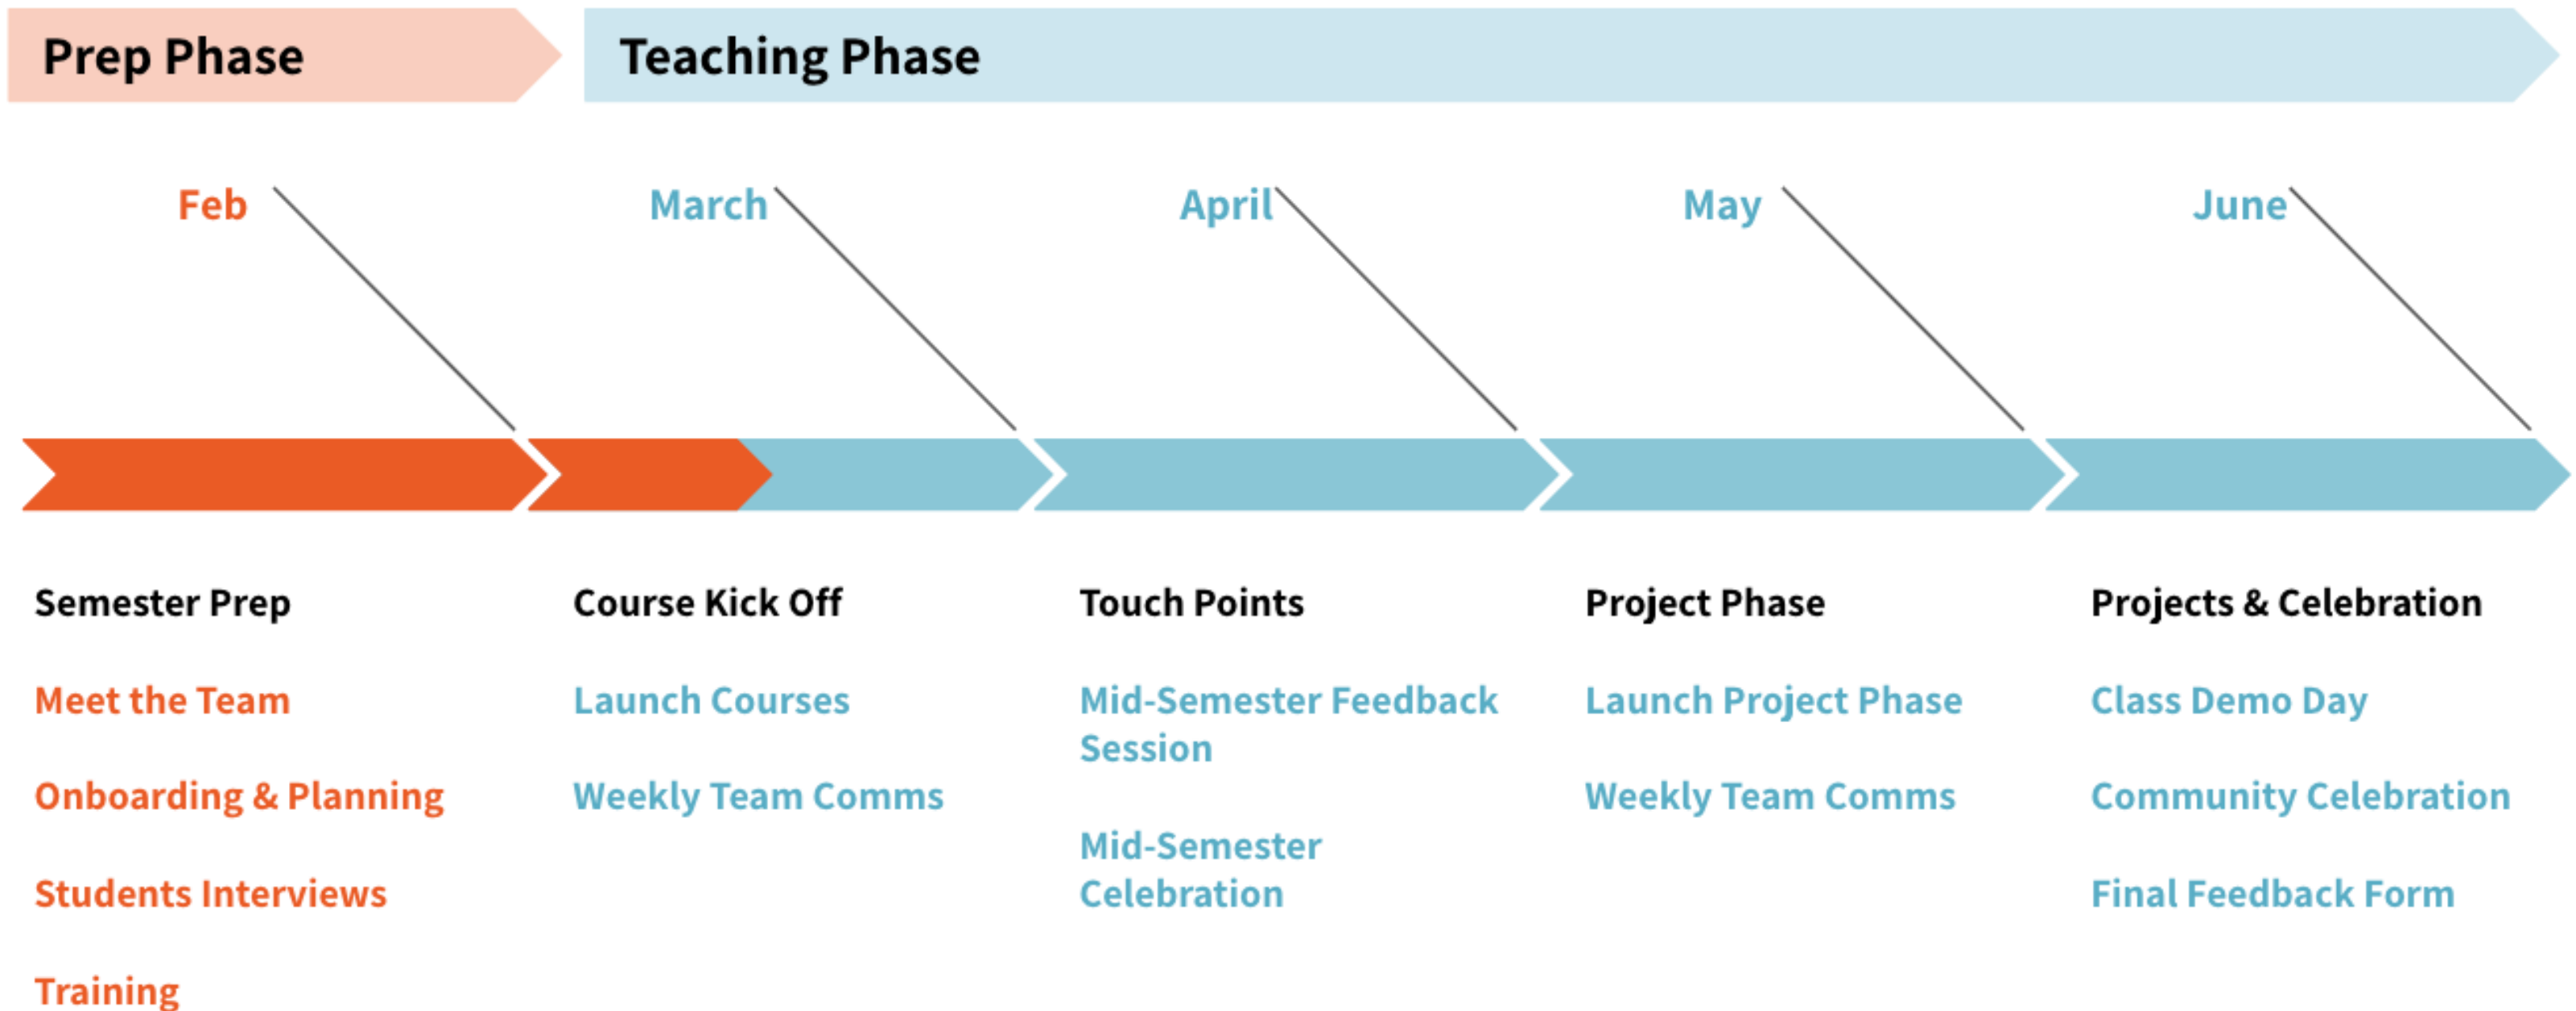 Prep Phase
Teaching Phase
Feb
March
April
May
June
Semester Prep
Meet the Team
Onboarding & Planning
Students Interviews
Training
Course Kick Off
Launch Courses
Weekly Team Comms
Touch Points
Mid-Semester Feedback
Session
Mid-Semester
Celebration
Project Phase
Launch Project Phase
Weekly Team Comms
Projects & Celebration
Class Demo Day
Community Celebration
Final Feedback Form